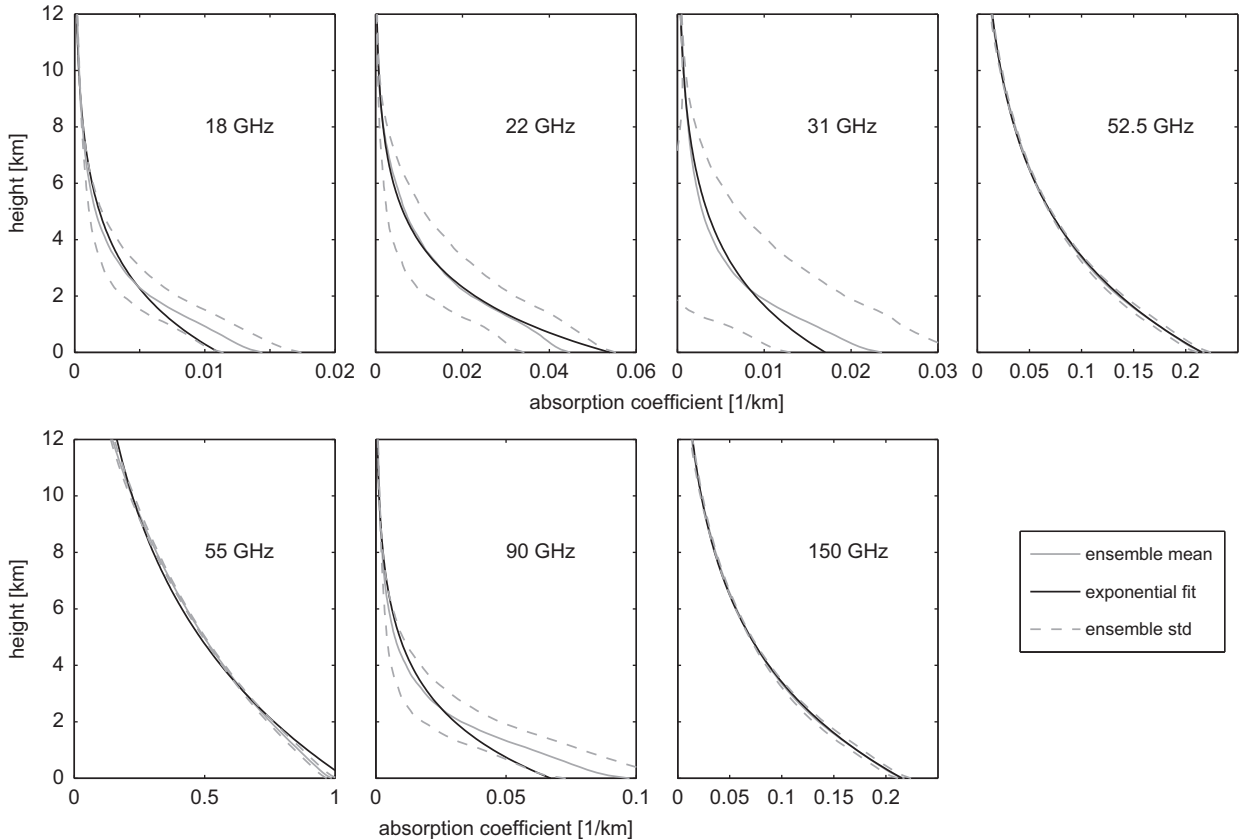 12
10
8
6
4
2
0
height [km]
18 GHz
0
0.01
0.02
22 GHz
0
0.02
0.04
0.06
31 GHz
0
0.01
0.02
0.03
52.5 GHz
0
0.05
0.1
0.15
0.2
absorption coefficient [1/km]
12
10
8
6
4
2
0
height [km]
55 GHz
0
0.5
1
90 GHz
0
0.05
0.1
150 GHz
0
0.05
0.1
0.15
0.2
absorption coefficient [1/km]
ensemble mean
exponential fit
ensemble std